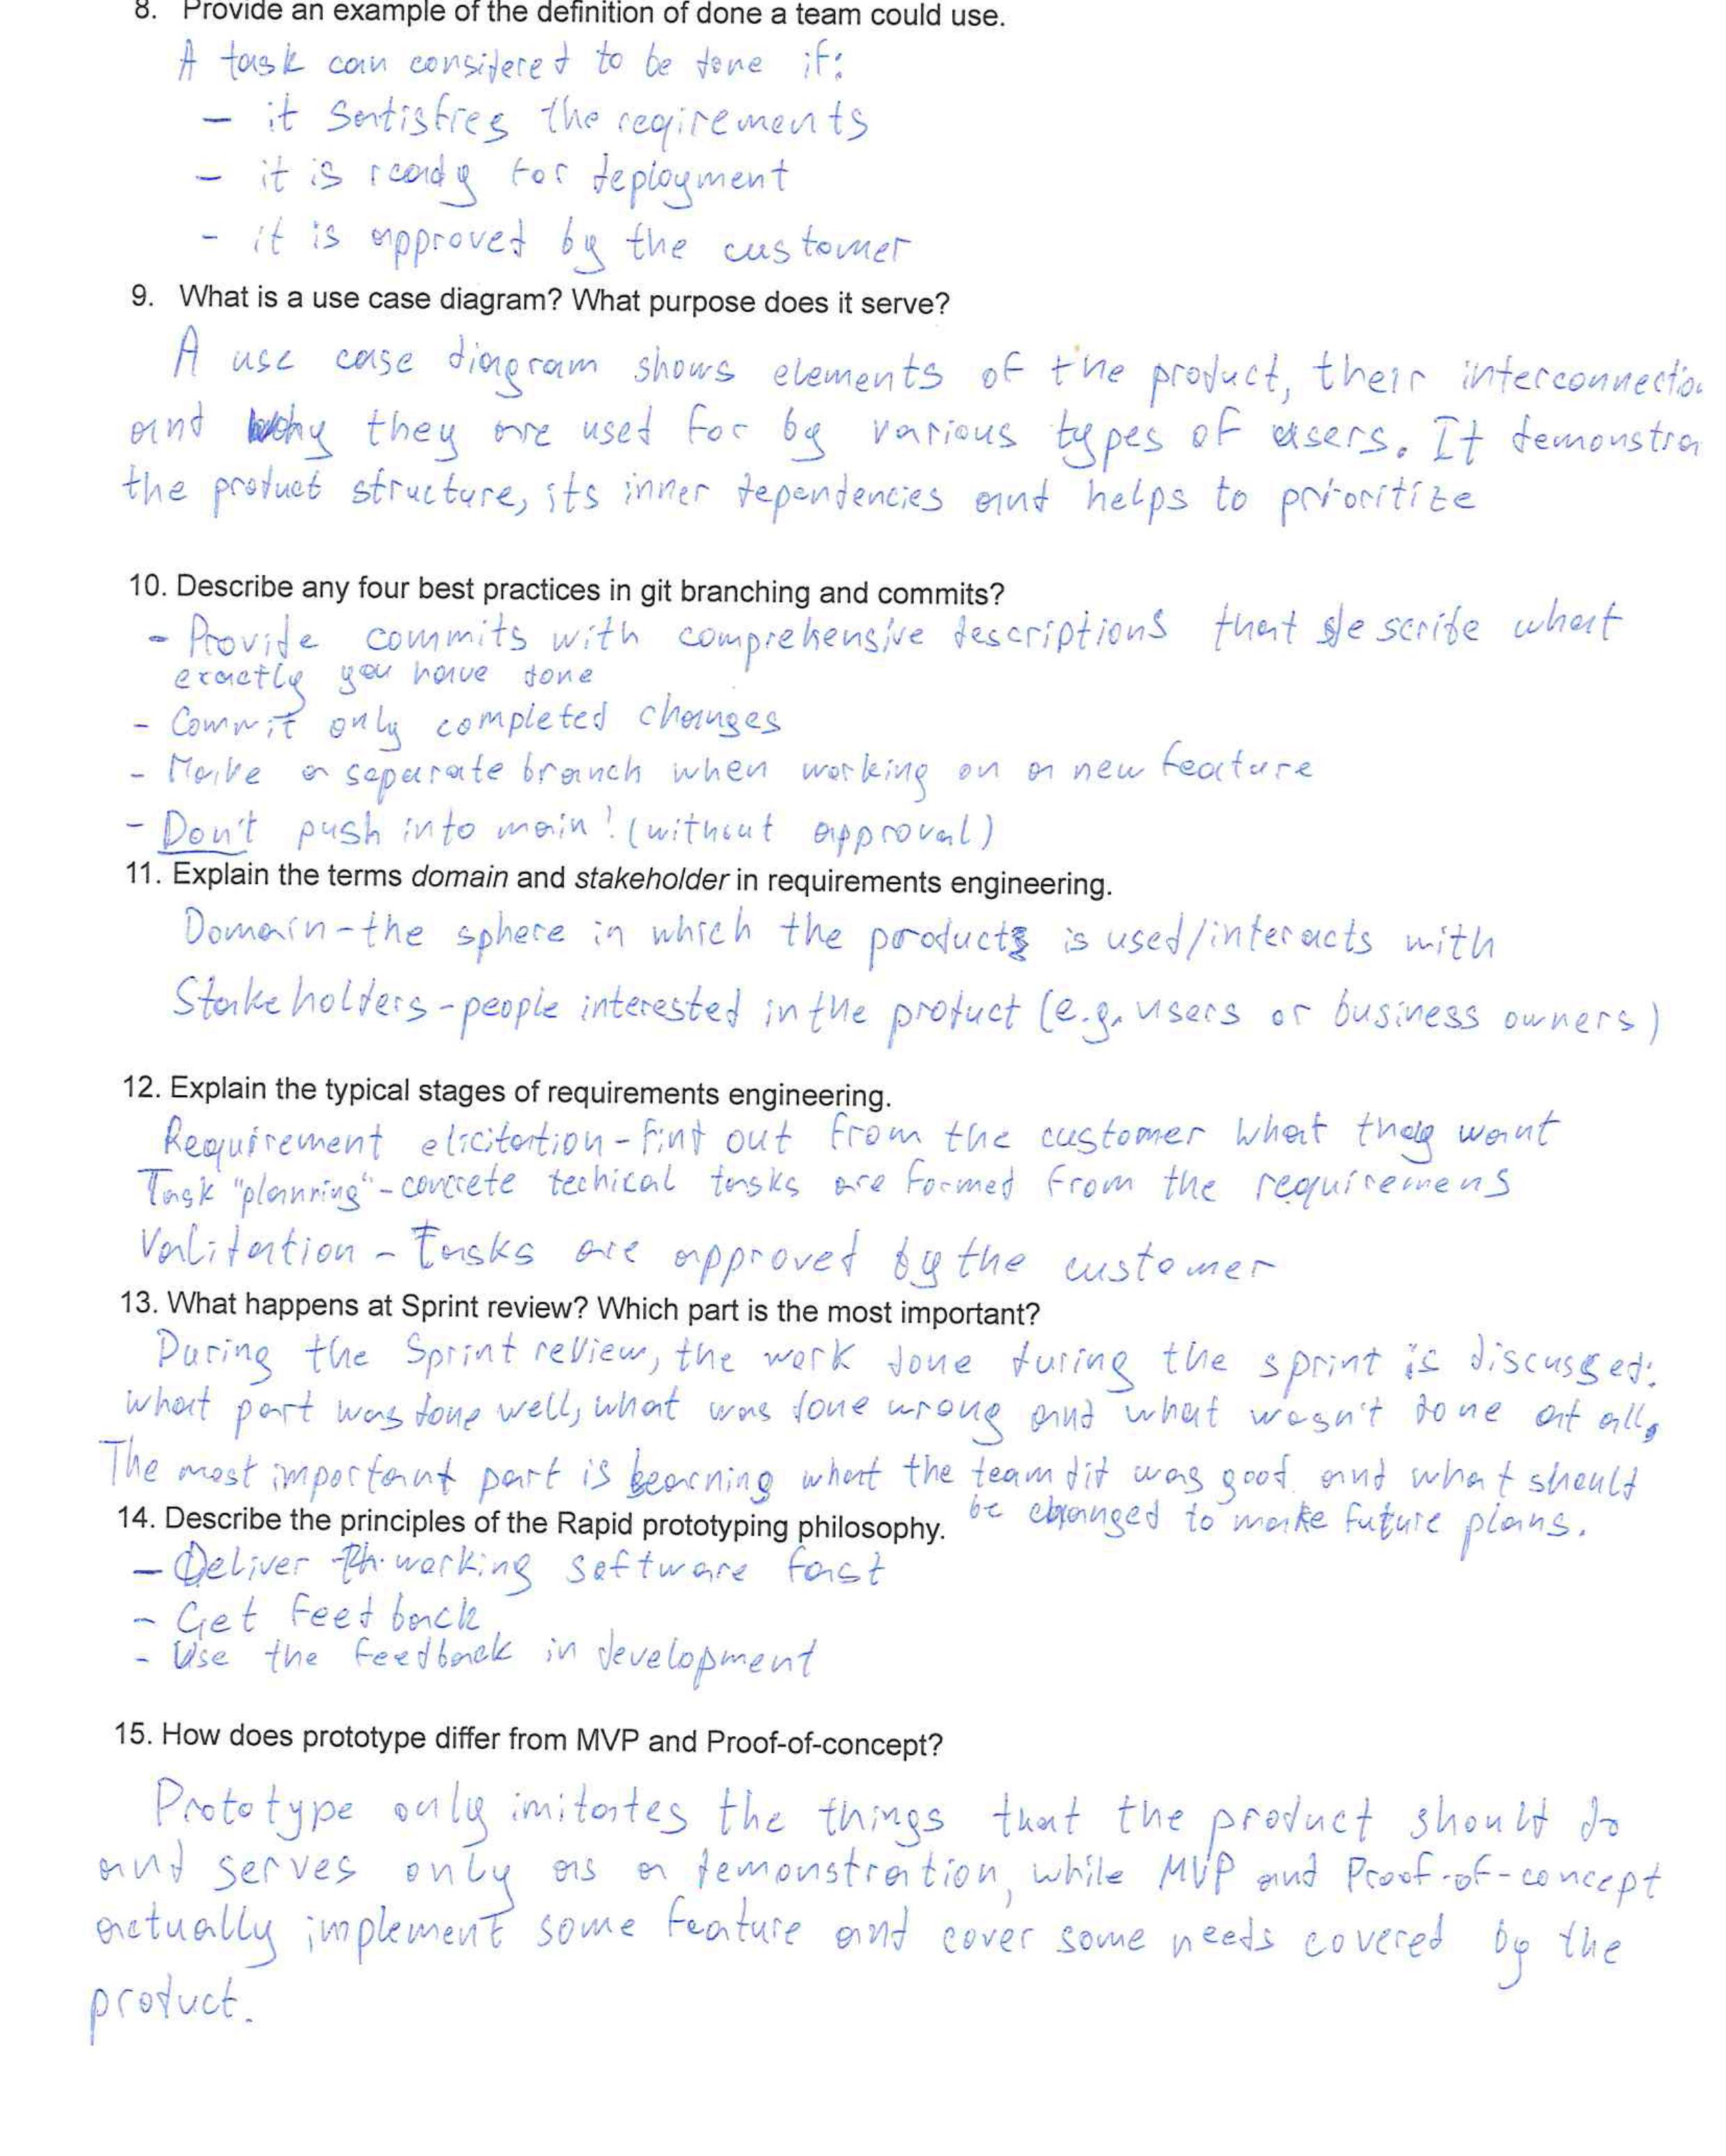 8. Provide an example of the definition of done a team could use.
A task can considered to be done if:
- it satisfies the reqirements
- it is ready for deployment
- it is approved by the customer
9. What is a use case diagram? What purpose does it serve?
A use case diagram shows elements of the product, their interconnectio
and why they are used for by various types of users. It demonstra
the product structure, its inner dependencies and helps to prioritize
10. Describe any four best practices in git branching and commits?
- Provide commits with comprehensive descriptions that describe what
exactly you have done
- Commit only completed changes
- Make a separate branch when working on a new feature
- Don't push into main! (without approval)
11. Explain the terms domain and stakeholder in requirements engineering.
Domain - the sphere in which the product is used/interacts with
Stakeholders - people interested in the product (e.g. users or business owners)
12. Explain the typical stages of requirements engineering.
Requirement elicitation - find out from the customer what they want
Task "planning" - concrete techical tasks are formed from the requiremens
Validation - tasks are approved by the customer
13. What happens at Sprint review? Which part is the most important?
During the Sprint review, the work done during the sprint is discussed:
what part was done well, what was done wrong and what wasn't done at all.
The most important part is learning what the team did was good and what should
be changed to make future plans.
14. Describe the principles of the Rapid prototyping philosophy.
- Deliver working software fast
- Get feedback
- Use the feedback in development
15. How does prototype differ from MVP and Proof-of-concept?
Prototype only imitates the things that the product should do
and serves only as a demonstration, while MVP and Proof-of-concept
actually implement some feature and cover some needs covered by the
product.